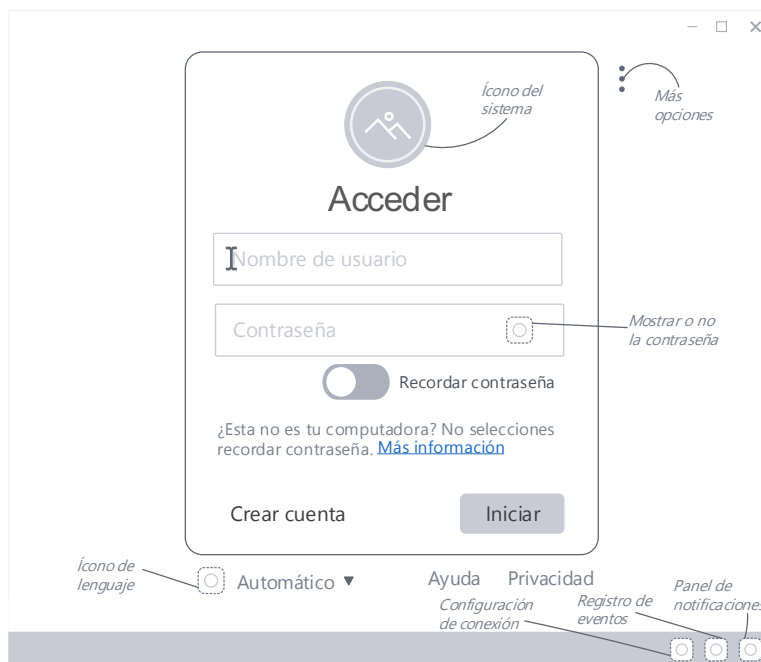 Ícono del
sistema
Más
opciones
Acceder
Nombre de usuario
Contraseña
Mostrar o no
la contraseña
Recordar contraseña
¿Esta no es tu computadora? No selecciones
recordar contraseña. Más información
Crear cuenta
Iniciar
Ícono de
lenguaje
Automático
Ayuda
Privacidad
Configuración
de conexión
Registro de
eventos
Panel de
notificaciones